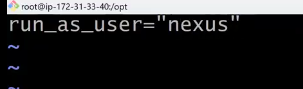 root@ip-172-31-33-40:/opt
run_as_user="nexus"
~
~
~